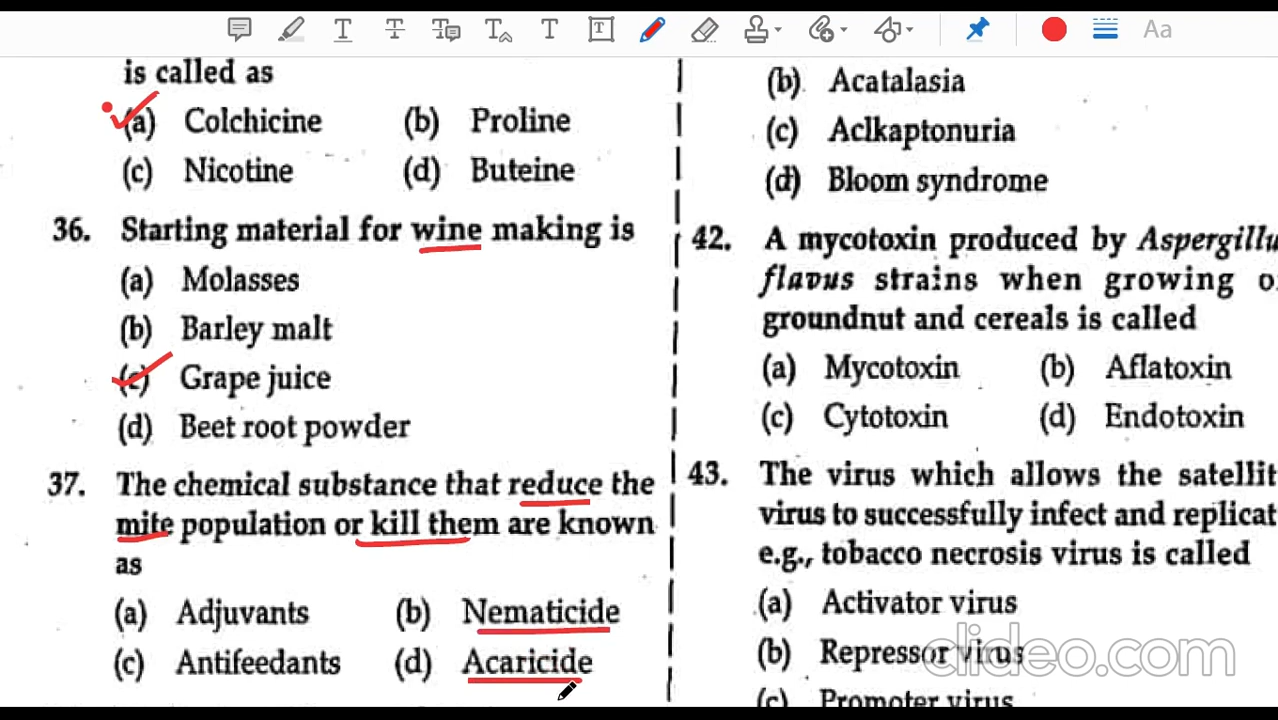 Aa
is called as
(a) Colchicine (b) Proline
(c) Nicotine (d) Buteine
36. Starting material for wine making is
(a) Molasses
(b) Barley malt
(c) Grape juice
(d) Beet root powder
37. The chemical substance that reduce the
mite population or kill them are known
as
(a) Adjuvants (b) Nematicide
(c) Antifeedants (d) Acaricide
(b) Acatalasia
(c) Aclkaptonuria
(d) Bloom syndrome
42. A mycotoxin produced by Aspergillu
flavus strains when growing o
groundnut and cereals is called
(a) Mycotoxin (b) Aflatoxin
(c) Cytotoxin (d) Endotoxin
43. The virus which allows the satellit
virus to successfully infect and replicat
e.g., tobacco necrosis virus is called
(a) Activator virus
(b) Repressor virus
(c) Promoter virus
clideo.com